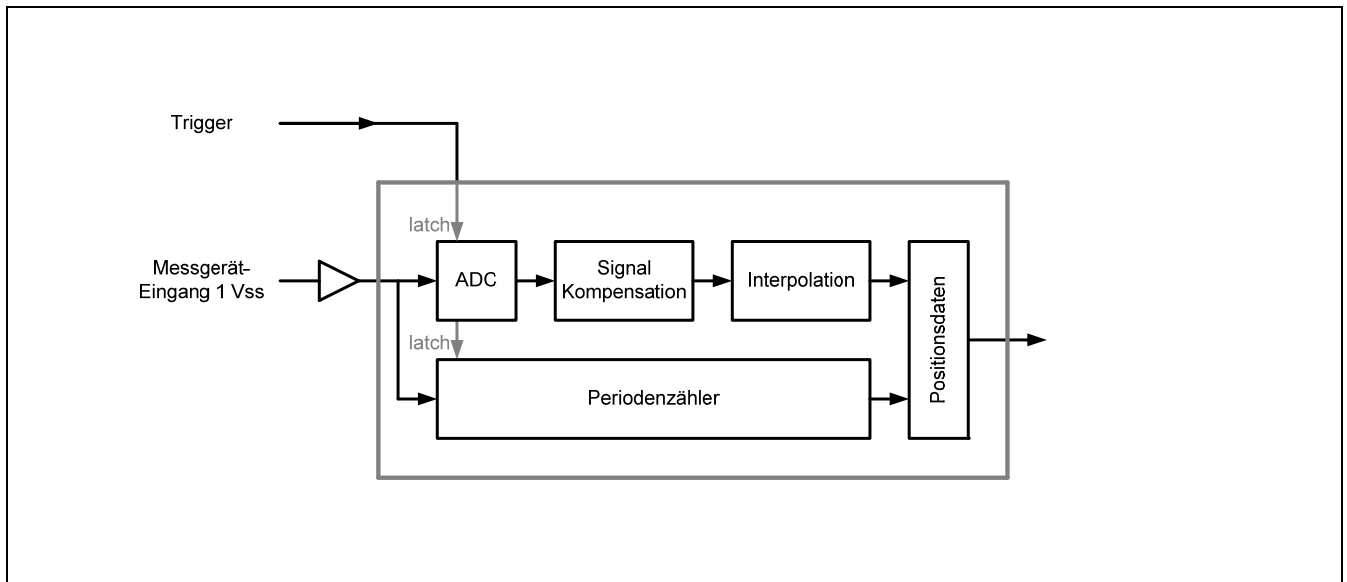 Trigger
latch
Messgerät-
Eingang 1 Vss
ADC
Signal
Kompensation
Interpolation
Positionsdaten
latch
Periodenzähler